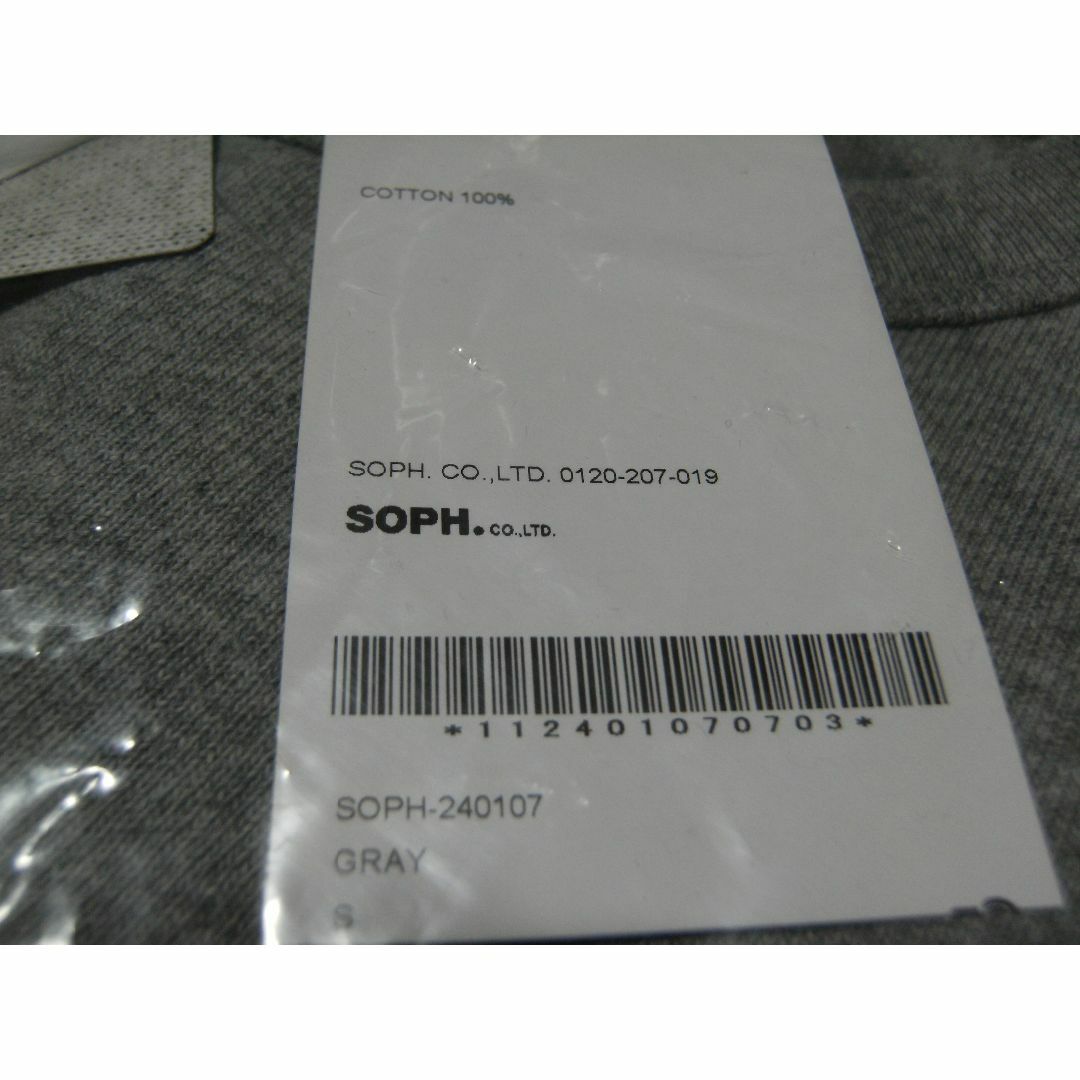 COTTON 100%
SOPH. CO.,LTD. 0120-207-019
SOPH. CO.,LTD.
*112401070703*
SOPH-240107
GRAY
S